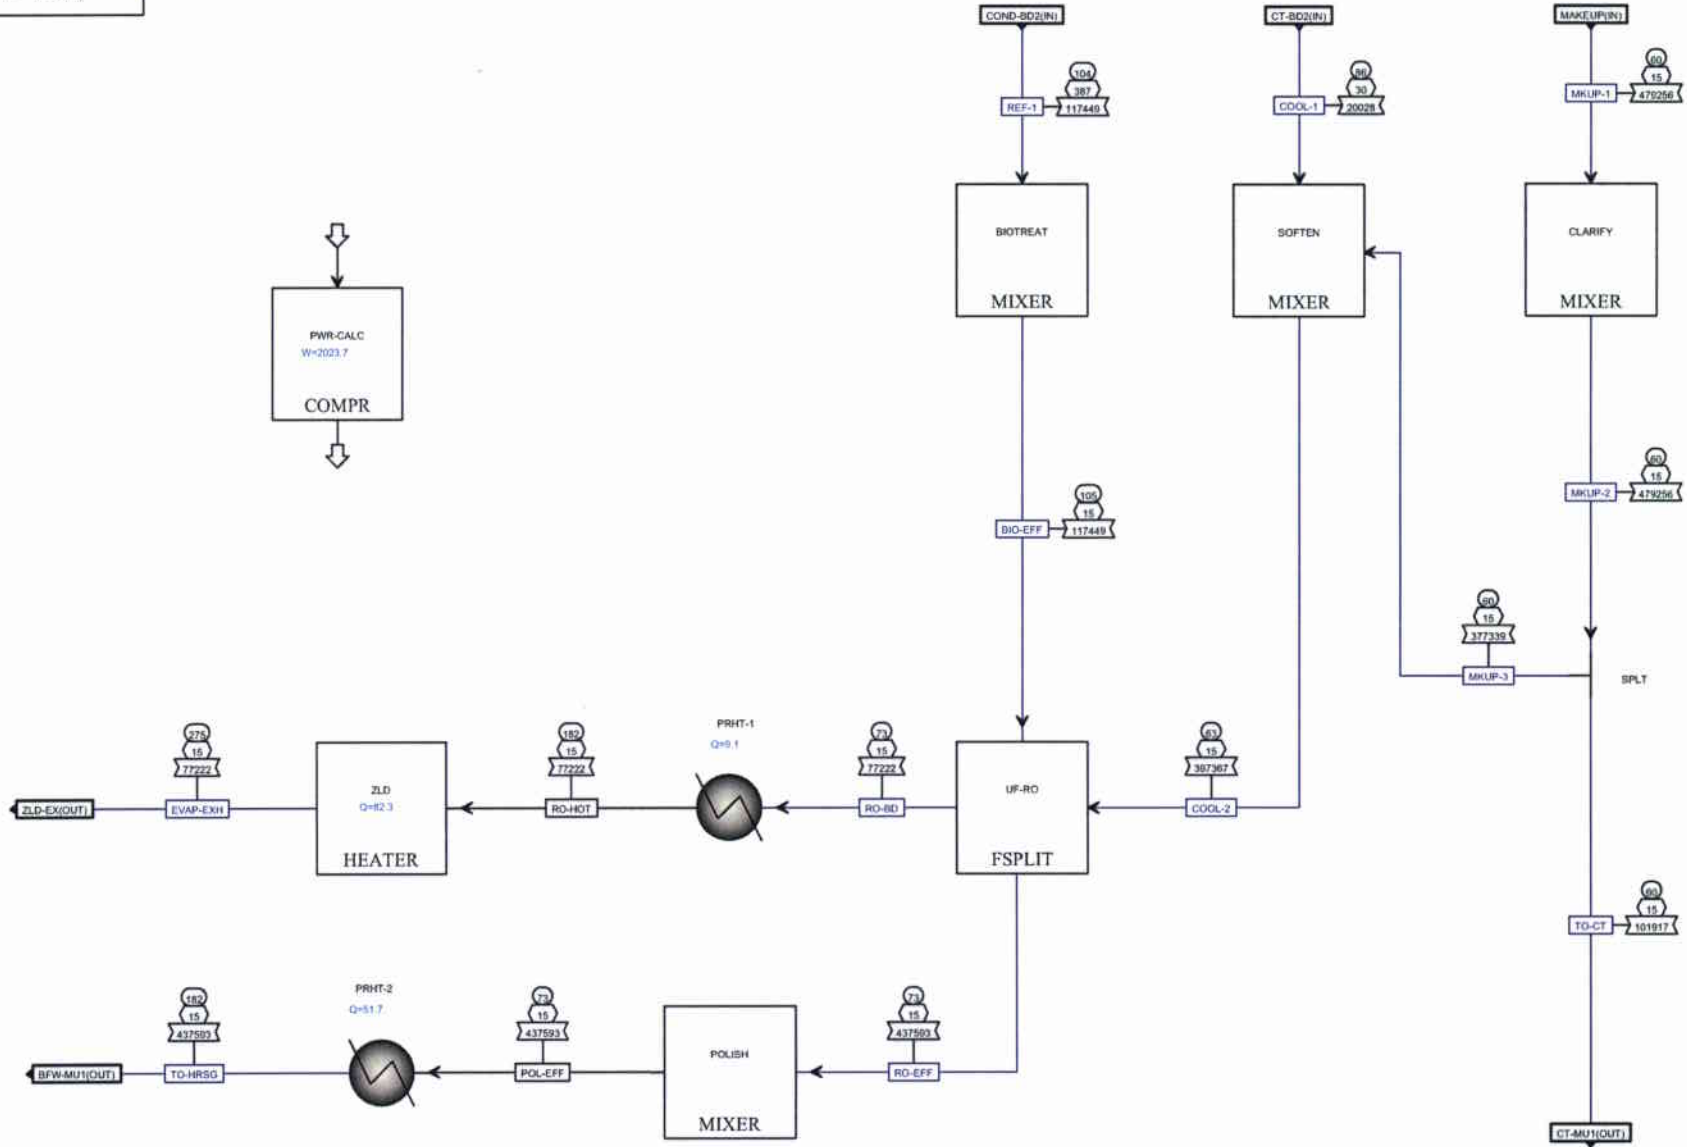 COND-BD2(IN)
CT-BD2(IN)
MAKEUP(IN)
104
387
REF-1
117449
86
30
COOL-1
20028
60
15
MKUP-1
479256
BIOTREAT
MIXER
SOFTEN
MIXER
CLARIFY
MIXER
PWR-CALC
W=2023.7
COMPR
105
15
BIO-EFF
117449
60
15
MKUP-2
479256
60
15
377339
MKUP-3
SPLT
275
15
77222
EVAP-EXH
ZLD-EX(OUT)
ZLD
Q=82.3
HEATER
182
15
77222
RO-HOT
PRHT-1
Q=9.1
73
15
77222
RO-BD
UF-RO
FSPLIT
63
15
397367
COOL-2
60
15
TO-CT
101917
182
15
437593
TO-HRSG
BFW-MU1(OUT)
PRHT-2
Q=51.7
73
15
437593
POL-EFF
POLISH
MIXER
73
15
437593
RO-EFF
CT-MU1(OUT)